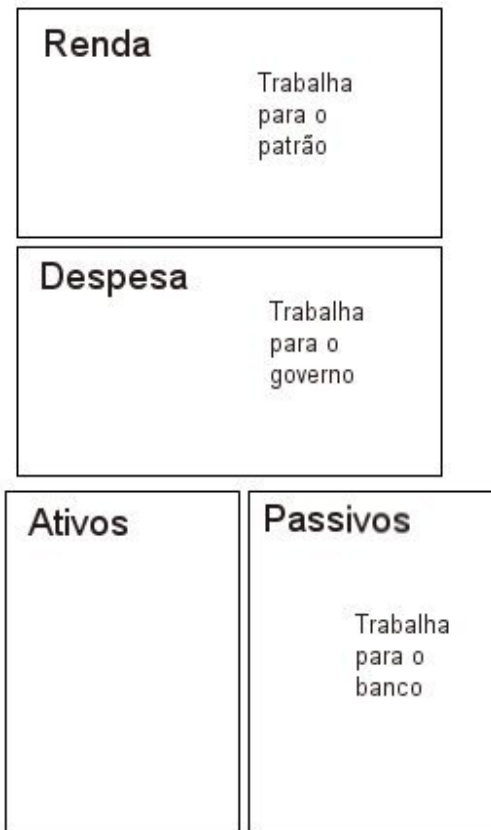 Renda
Trabalha
para o
patrão
Despesa
Trabalha
para o
governo
Ativos
Passivos
Trabalha
para o
banco